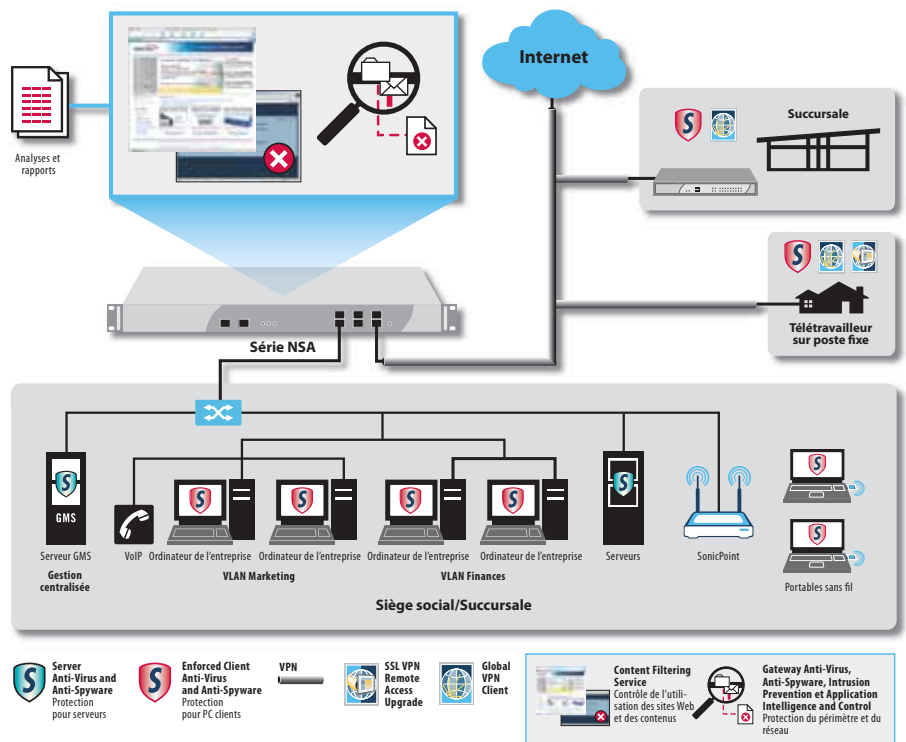 Internet
Succursale
Analyses et
rapports
Télétravailleur
sur poste fixe
Série NSA
S
S
S
S
S
S
S
S
S
S
GMS
Serveur GMS
VoIP
Ordinateur de l'entreprise
Ordinateur de l'entreprise
Ordinateur de l'entreprise
Ordinateur de l'entreprise
Serveurs
SonicPoint
Portables sans fil
Gestion
centralisée
VLAN Marketing
VLAN Finances
Siège social/Succursale
S
Server
Anti-Virus and
Anti-Spyware
Protection
pour serveurs
S
Enforced Client
Anti-Virus
and Anti-Spyware
Protection
pour PC clients
VPN
SSL VPN
Remote
Access
Upgrade
Global
VPN
Client
Content Filtering
Service
Contrôle de l'utili-
sation des sites Web
et des contenus
Gateway Anti-Virus,
Anti-Spyware, Intrusion
Prevention et Application
Intelligence and Control
Protection du périmètre et du
réseau